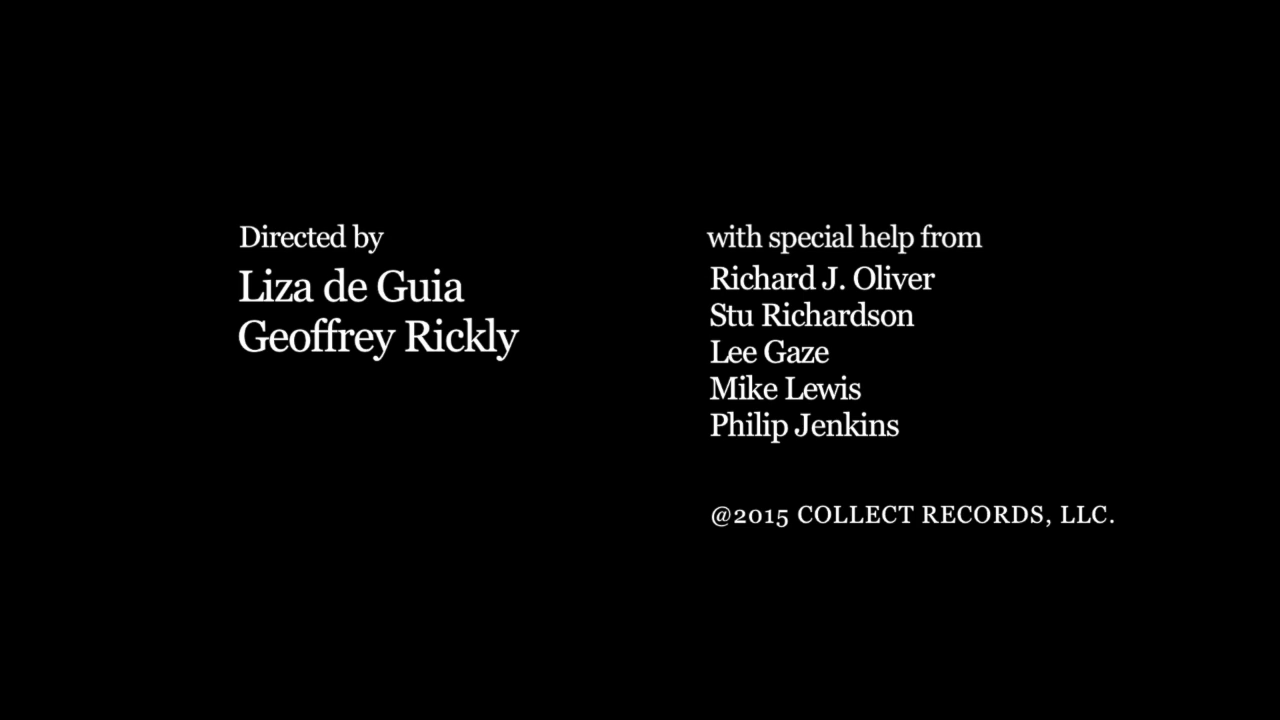 Directed by
Liza de Guia
Geoffrey Rickly
with special help from
Richard J. Oliver
Stu Richardson
Lee Gaze
Mike Lewis
Philip Jenkins
@2015 COLLECT RECORDS, LLC.